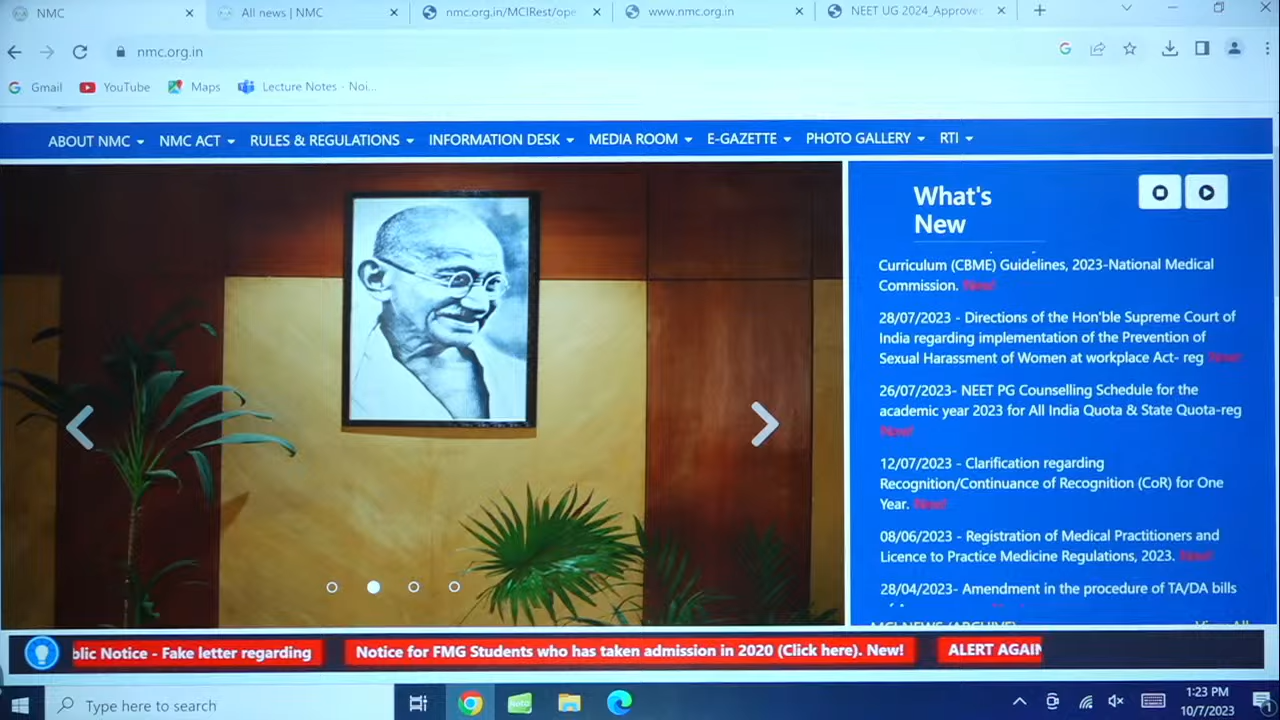 NMC
All news | NMC
nmc.org.in/MCIRest/ope
www.nmc.org.in
NEET UG 2024_Approve
nmc.org.in
Gmail
YouTube
Maps
Lecture Notes - Noi...
ABOUT NMC
NMC ACT
RULES & REGULATIONS
INFORMATION DESK
MEDIA ROOM
E-GAZETTE
PHOTO GALLERY
RTI
What's
New
Curriculum (CBME) Guidelines, 2023-National Medical
Commission. New!
28/07/2023 - Directions of the Hon'ble Supreme Court of
India regarding implementation of the Prevention of
Sexual Harassment of Women at workplace Act- reg New!
26/07/2023- NEET PG Counselling Schedule for the
academic year 2023 for All India Quota & State Quota-reg
New!
12/07/2023 - Clarification regarding
Recognition/Continuance of Recognition (CoR) for One
Year. New!
08/06/2023 - Registration of Medical Practitioners and
Licence to Practice Medicine Regulations, 2023. New!
28/04/2023- Amendment in the procedure of TA/DA bills
MCI NEWS (ARCHIVE)
View All
blic Notice - Fake letter regarding
Notice for FMG Students who has taken admission in 2020 (Click here). New!
ALERT AGAIN
Type here to search
1:23 PM
10/7/2023